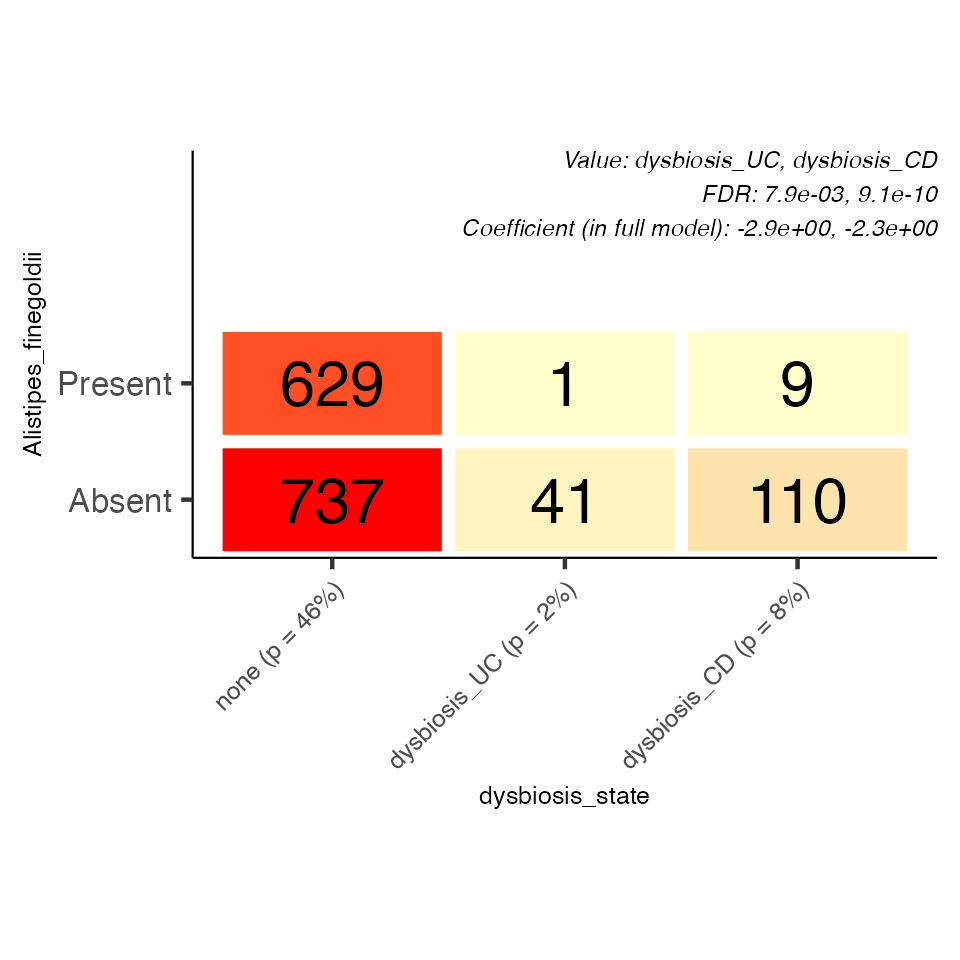 Value: dysbiosis_UC, dysbiosis_CD
FDR: 7.9e-03, 9.1e-10
Coefficient (in full model): -2.9e+00, -2.3e+00
Alistipes_finegoldii
Present
629
1
9
Absent
737
41
110
none (p = 46%)
dysbiosis_UC (p = 2%)
dysbiosis_CD (p = 8%)
dysbiosis_state